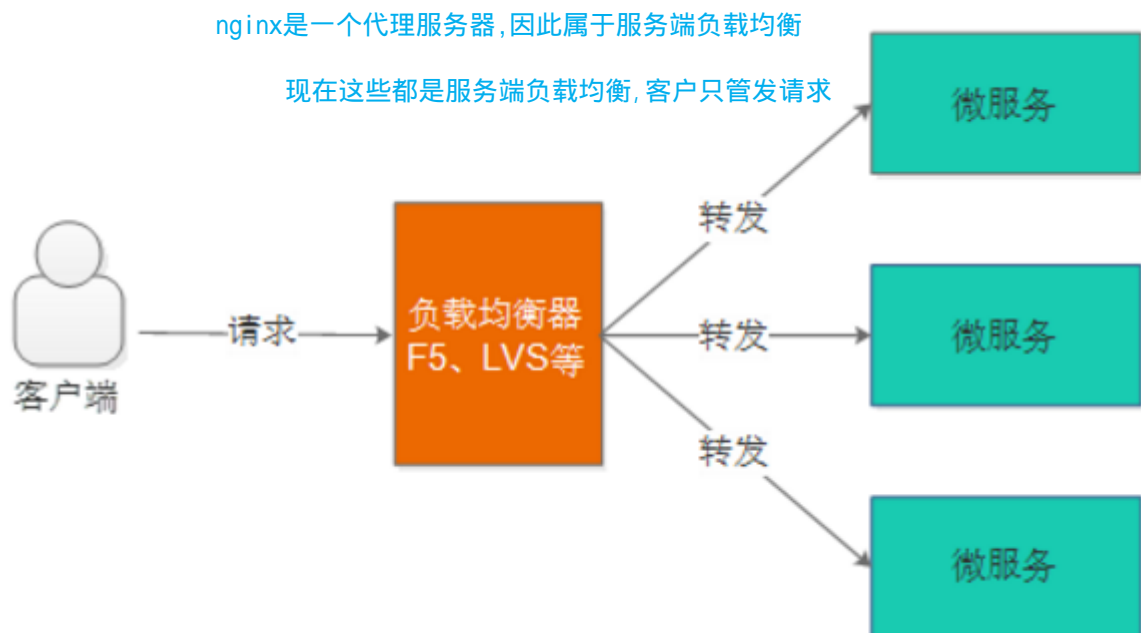 nginx是一个代理服务器,因此属于服务端负载均衡
现在这些都是服务端负载均衡,客户只管发请求
微服务
转发
负载均衡器
F5、LVS等
请求
转发
微服务
客户端
转发
微服务